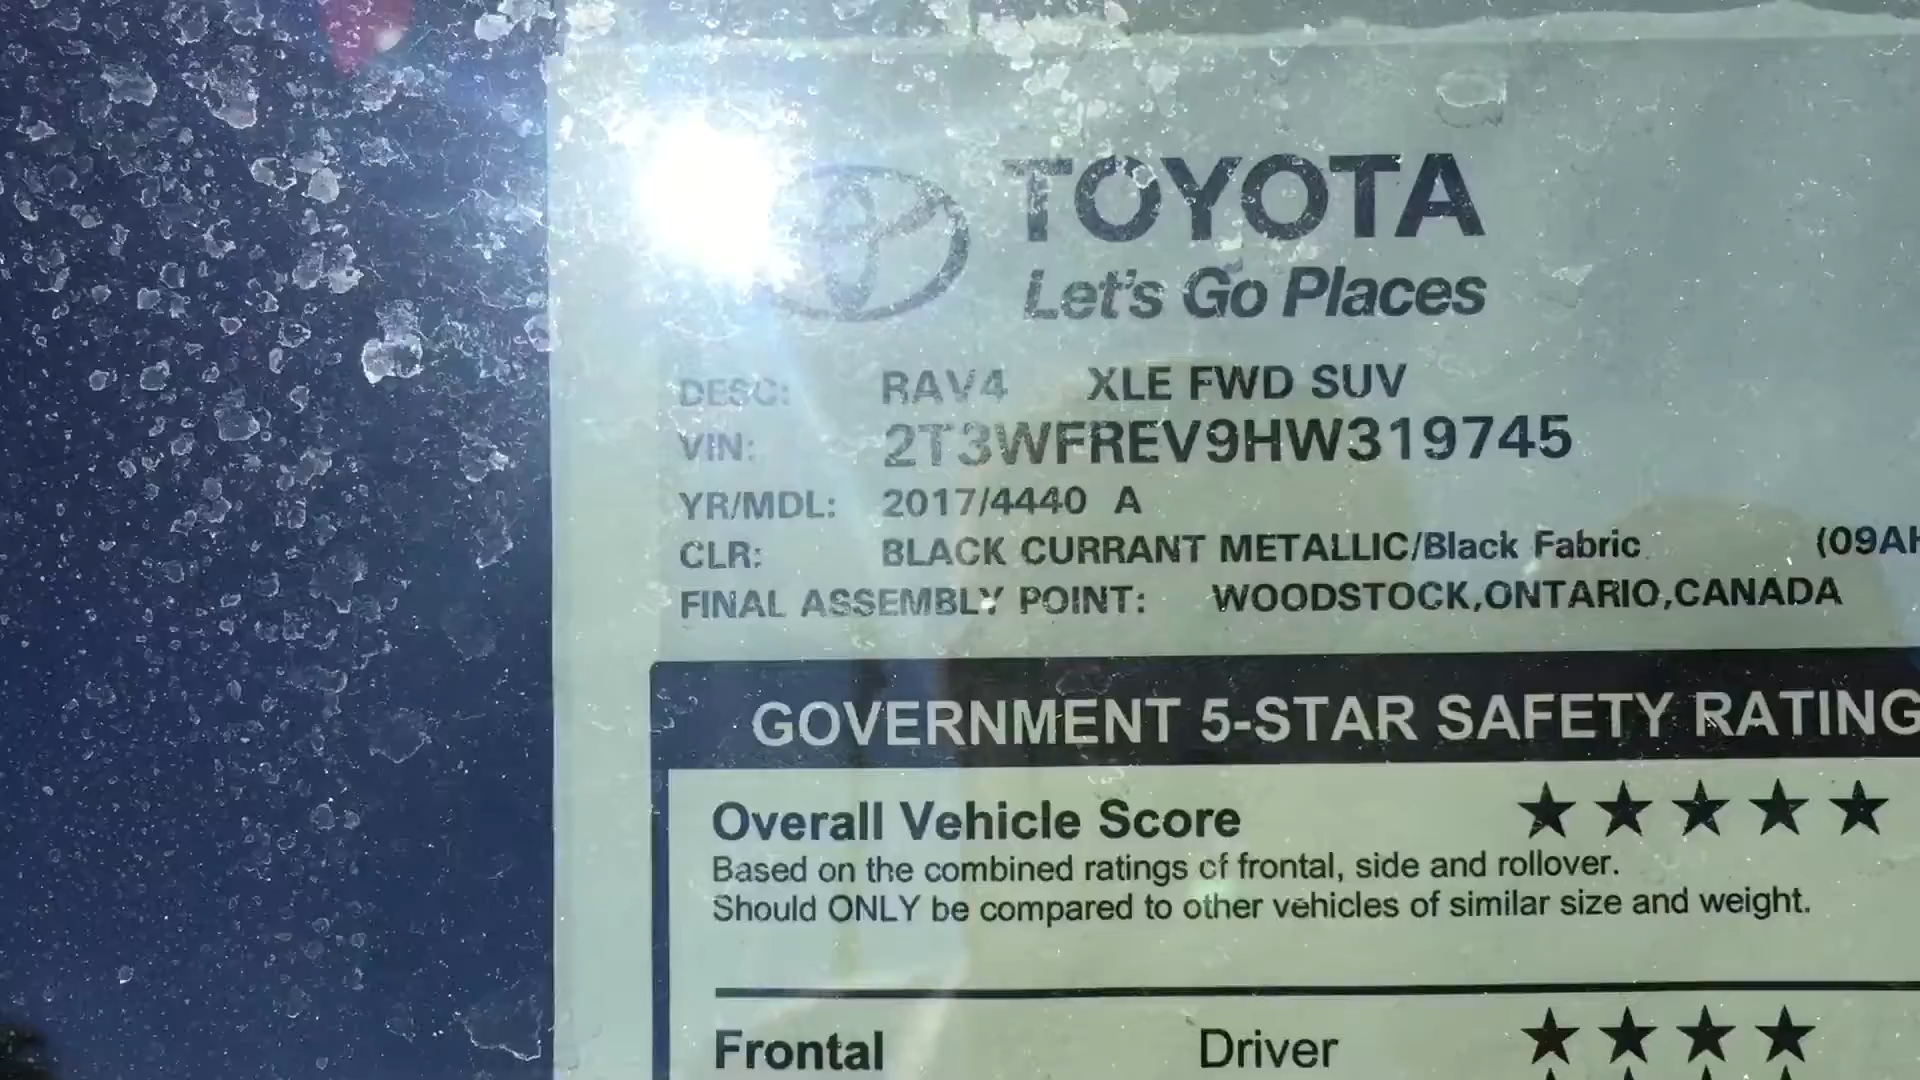 TOYOTA
Let's Go Places
DESC: RAV4 XLE FWD SUV
VIN: 2T3WFREV9HW319745
YR/MDL: 2017/4440 A
CLR: BLACK CURRANT METALLIC/Black Fabric (09AH
FINAL ASSEMBLY POINT: WOODSTOCK,ONTARIO,CANADA
GOVERNMENT 5-STAR SAFETY RATING
Overall Vehicle Score ★★★★★
Based on the combined ratings of frontal, side and rollover.
Should ONLY be compared to other vehicles of similar size and weight.
Frontal Driver ★★★★